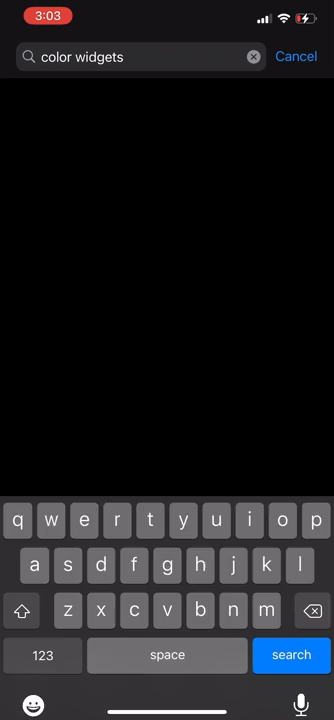 3:03
color widgets
Cancel
q w e r t y u i o p
a s d f g h j k l
z x c v b n m
123 space search